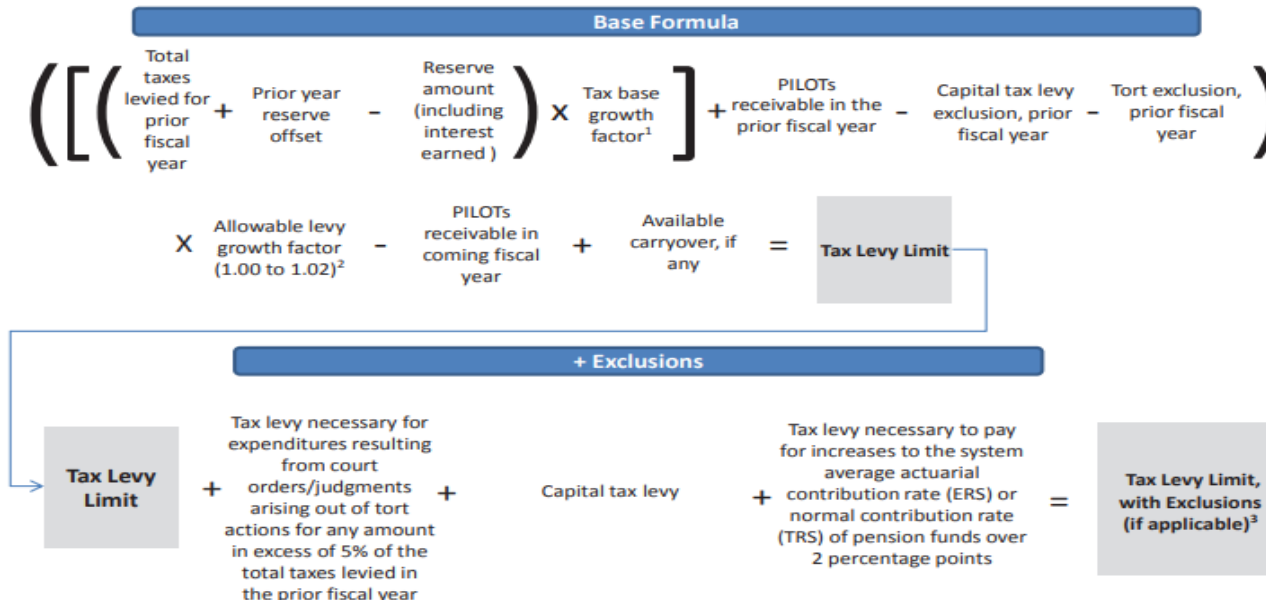 Base Formula
( [ ( Total
taxes
levied for
prior
fiscal
year
+
Prior year
reserve
offset
-
Reserve
amount
(including
interest
earned )
)
x
Tax base
growth
factor¹
]
+
PILOTs
receivable in the
prior fiscal year
-
Capital tax levy
exclusion, prior
fiscal year
-
Tort exclusion,
prior fiscal
year
)
X
Allowable levy
growth factor
(1.00 to 1.02)²
-
PILOTs
receivable in
coming fiscal
year
+
Available
carryover, if
any
=
Tax Levy Limit
+ Exclusions
Tax Levy
Limit
+
Tax levy necessary for
expenditures resulting
from court
orders/judgments
arising out of tort
actions for any amount
in excess of 5% of the
total taxes levied in
the prior fiscal year
+
Capital tax levy
+
Tax levy necessary to pay
for increases to the system
average actuarial
contribution rate (ERS) or
normal contribution rate
(TRS) of pension funds over
2 percentage points
=
Tax Levy Limit,
with Exclusions
(if applicable)³